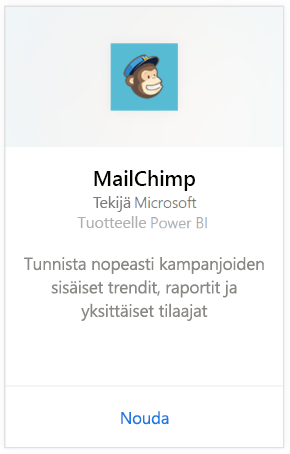 MailChimp
Tekijä Microsoft
Tuotteelle Power BI
Tunnista nopeasti kampanjoiden
sisäiset trendit, raportit ja
yksittäiset tilaajat
Nouda